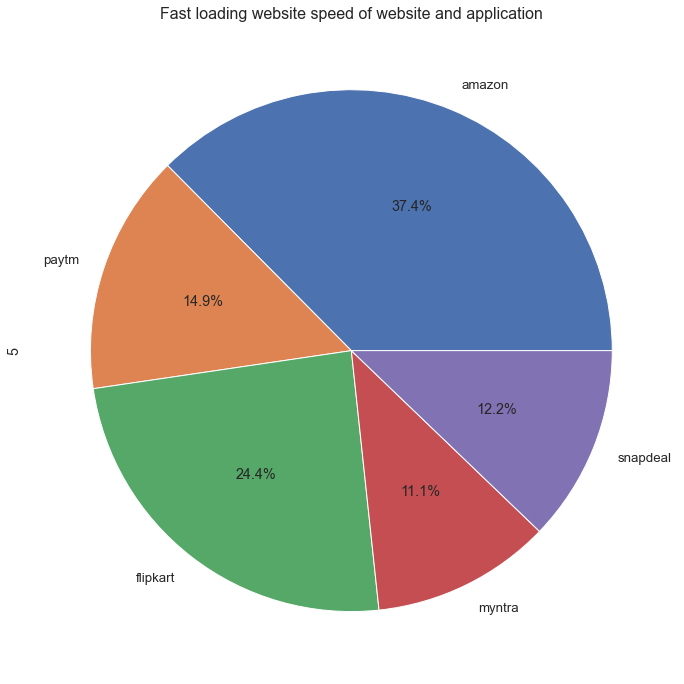 Fast loading website speed of website and application
amazon
37.4%
paytm
14.9%
5
12.2%
snapdeal
24.4%
11.1%
flipkart
myntra